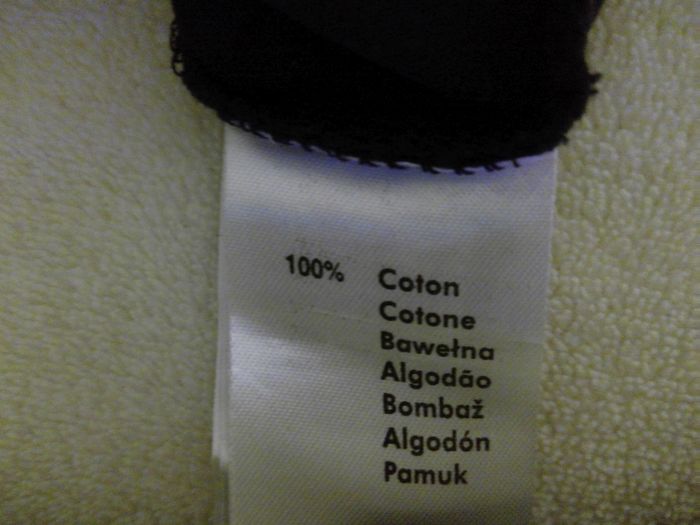 100% Coton
Cotone
Bawełna
Algodão
Bombaž
Algodón
Pamuk